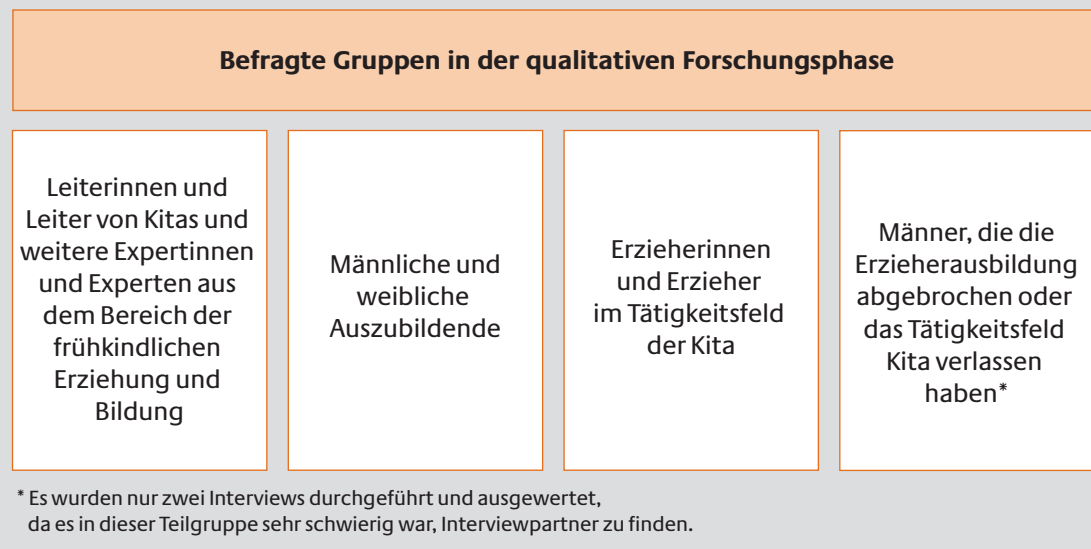 Befragte Gruppen in der qualitativen Forschungsphase
Leiterinnen und
Leiter von Kitas und
weitere Expertinnen
und Experten aus
dem Bereich der
frühkindlichen
Erziehung und
Bildung
Männliche und
weibliche
Auszubildende
Erzieherinnen
und Erzieher
im Tätigkeitsfeld
der Kita
Männer, die die
Erzieherausbildung
abgebrochen oder
das Tätigkeitsfeld
Kita verlassen
haben*
* Es wurden nur zwei Interviews durchgeführt und ausgewertet,
da es in dieser Teilgruppe sehr schwierig war, Interviewpartner zu finden.